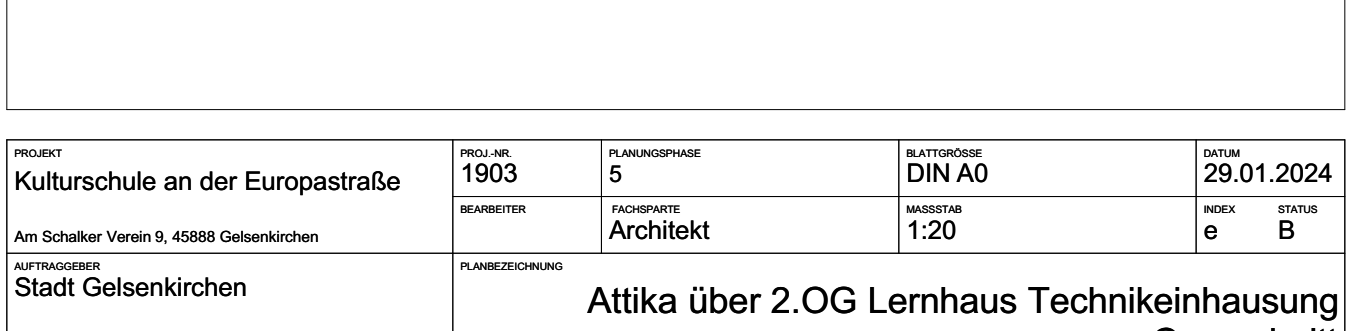 PROJEKT
Kulturschule an der Europastraße
Am Schalker Verein 9, 45888 Gelsenkirchen
PROJ.-NR.
1903
PLANUNGSPHASE
5
BLATTGRÖSSE
DIN A0
DATUM
29.01.2024
BEARBEITER
FACHSPARTE
Architekt
MASSSTAB
1:20
INDEX
e
STATUS
B
AUFTRAGGEBER
Stadt Gelsenkirchen
PLANBEZEICHNUNG
Attika über 2.OG Lernhaus Technikeinhausung